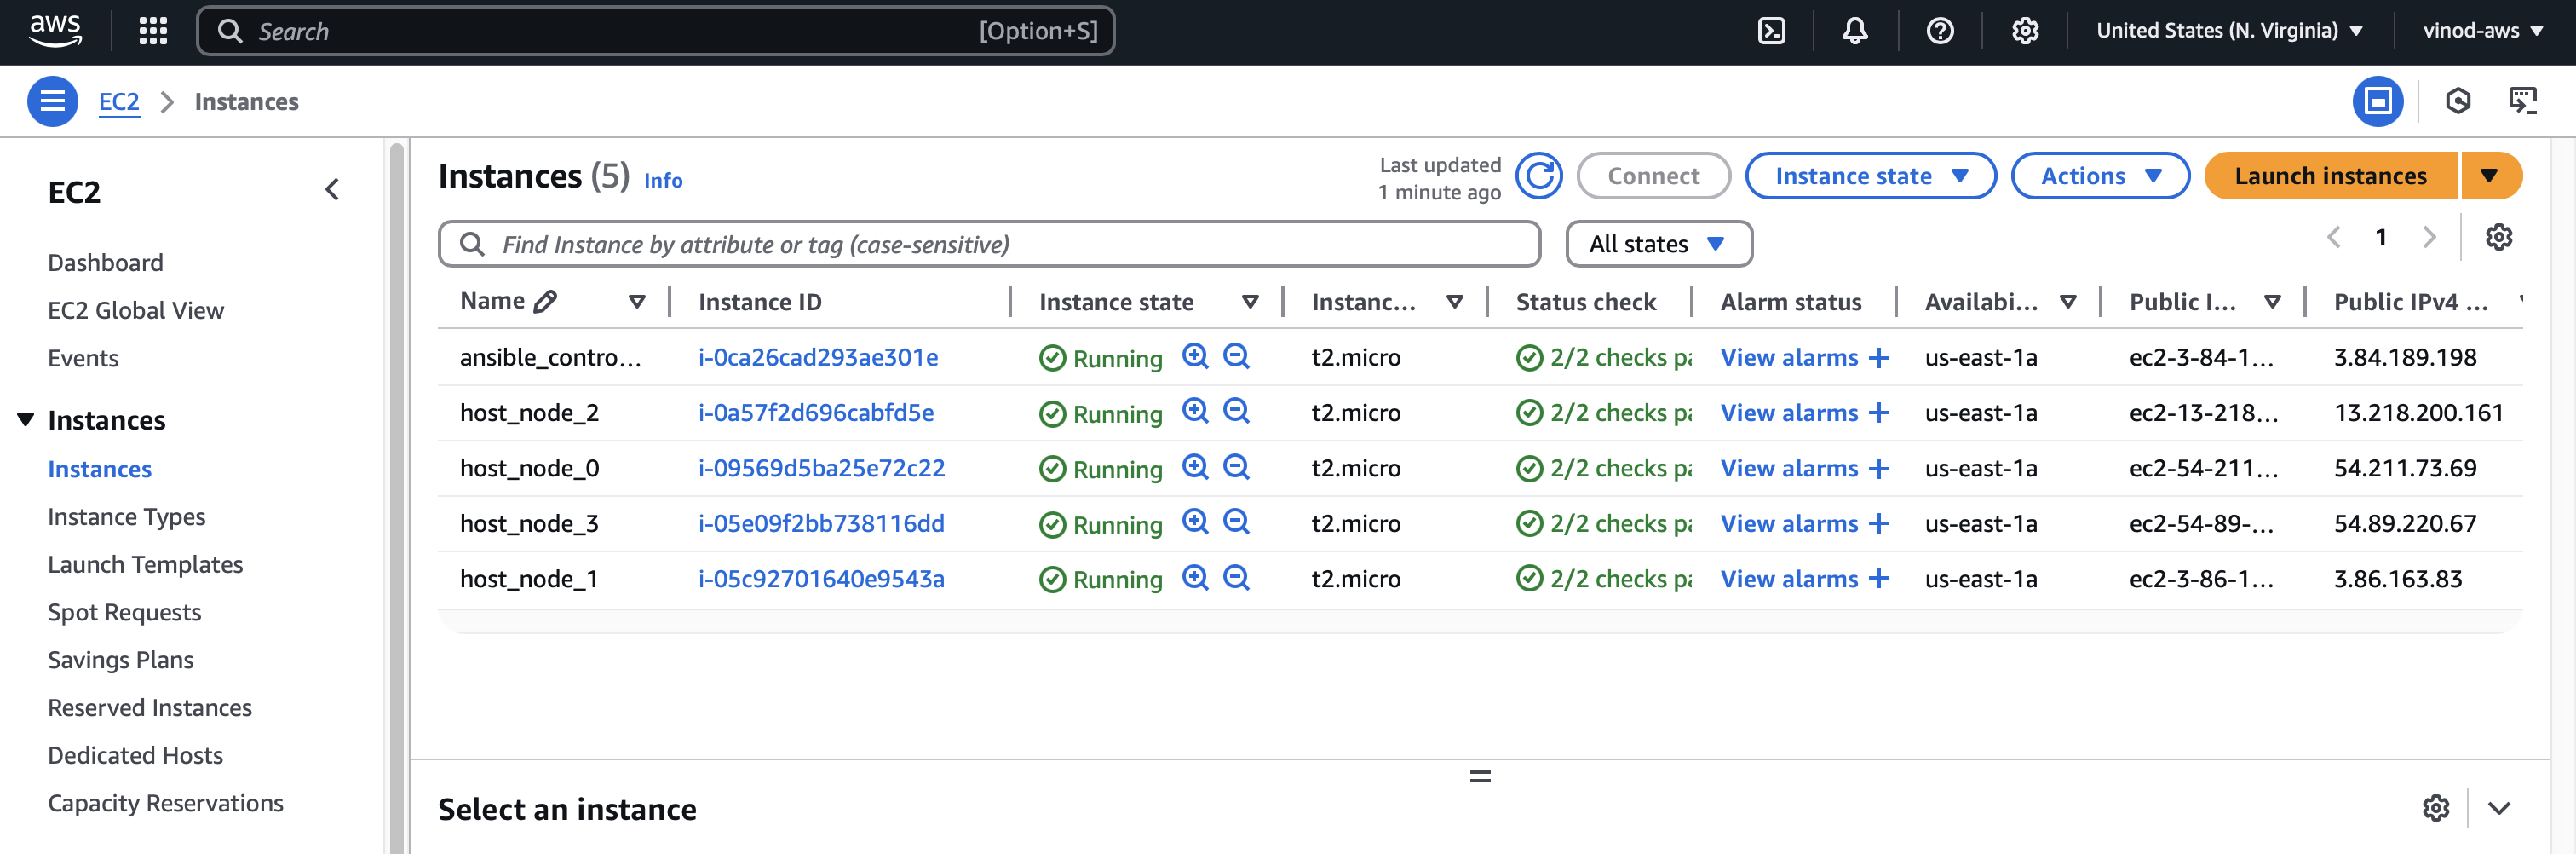 aws
Search [Option+S] United States (N. Virginia) vinod-aws
EC2 Instances
EC2
Dashboard
EC2 Global View
Events
Instances
Instances
Instance Types
Launch Templates
Spot Requests
Savings Plans
Reserved Instances
Dedicated Hosts
Capacity Reservations
Instances (5) Info
Last updated
1 minute ago
Connect Instance state Actions Launch instances
Find Instance by attribute or tag (case-sensitive) All states 1
Name Instance ID Instance state Instanc... Status check Alarm status Availabi... Public I... Public IPv4 ...
ansible_contro... i-0ca26cad293ae301e Running t2.micro 2/2 checks pa View alarms + us-east-1a ec2-3-84-1... 3.84.189.198
host_node_2 i-0a57f2d696cabfd5e Running t2.micro 2/2 checks pa View alarms + us-east-1a ec2-13-218... 13.218.200.161
host_node_0 i-09569d5ba25e72c22 Running t2.micro 2/2 checks pa View alarms + us-east-1a ec2-54-211... 54.211.73.69
host_node_3 i-05e09f2bb738116dd Running t2.micro 2/2 checks pa View alarms + us-east-1a ec2-54-89-... 54.89.220.67
host_node_1 i-05c92701640e9543a Running t2.micro 2/2 checks pa View alarms + us-east-1a ec2-3-86-1... 3.86.163.83
Select an instance